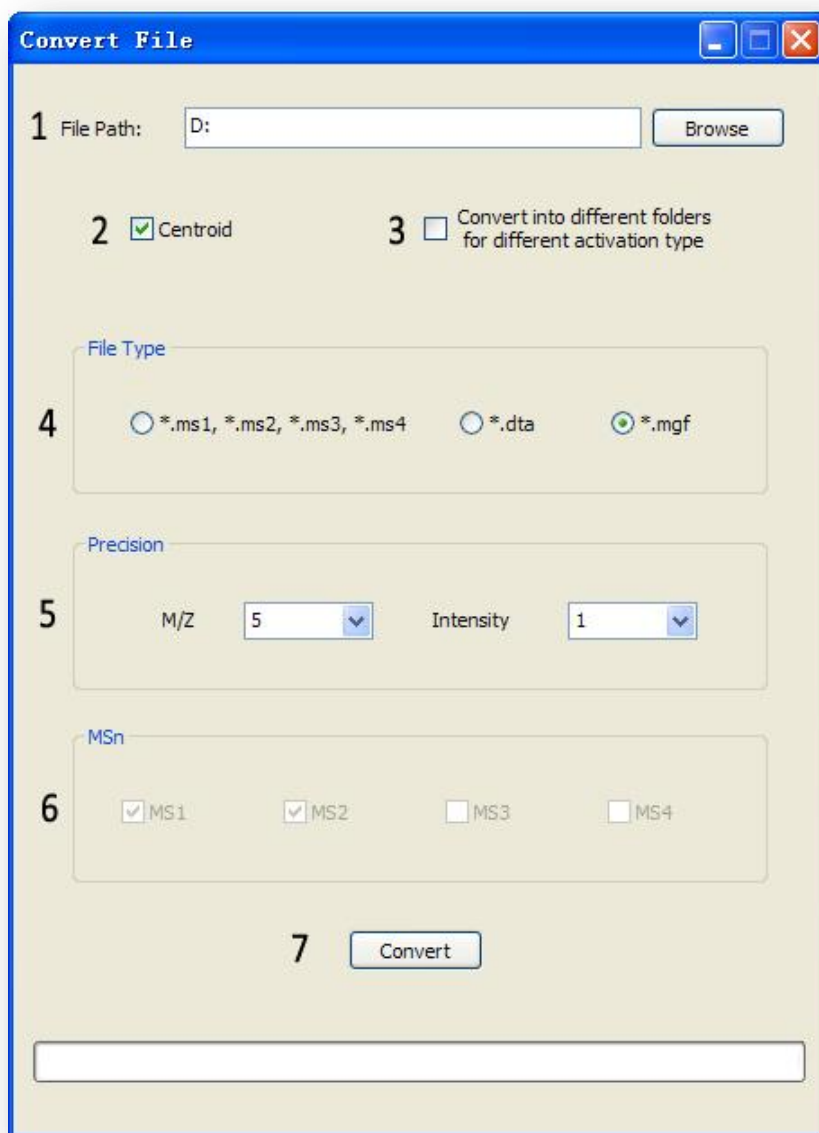 Convert File
1 File Path: D: Browse
2 Centroid 3 Convert into different folders
for different activation type
File Type
4 *.ms1, *.ms2, *.ms3, *.ms4 *.dta *.mgf
Precision
5 M/Z 5 Intensity 1
MSn
6 MS1 MS2 MS3 MS4
7 Convert